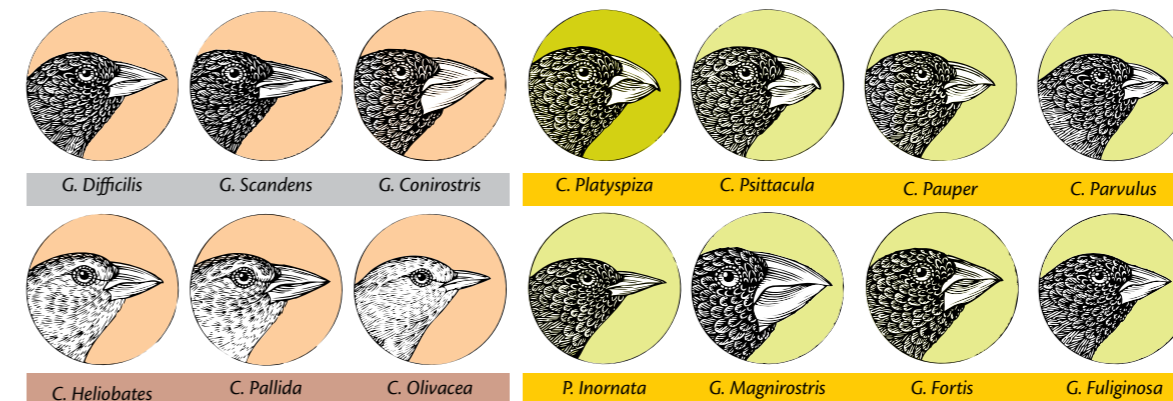 G. Difficilis G. Scandens G. Conirostris C. Platyspiza C. Psittacula C. Pauper C. Parvulus
C. Heliobates C. Pallida C. Olivacea P. Inornata G. Magnirostris G. Fortis G. Fuliginosa